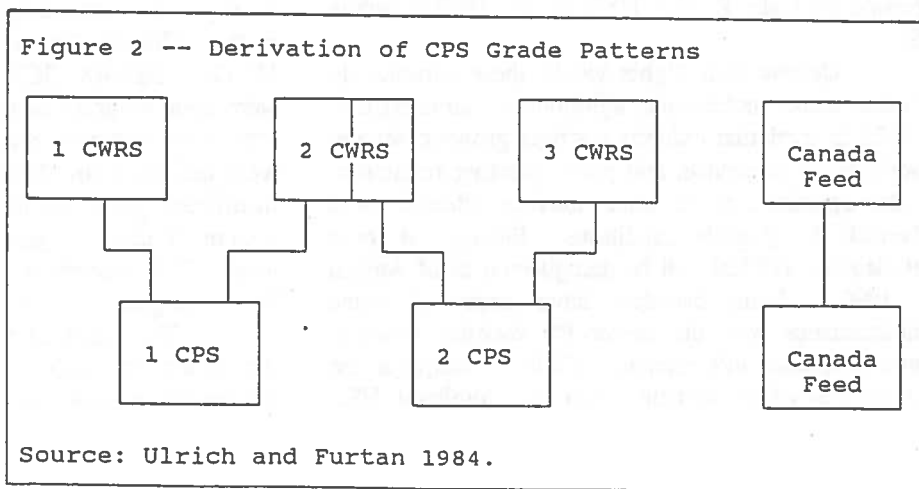 Figure 2 -- Derivation of CPS Grade Patterns
1 CWRS
2 CWRS
3 CWRS
Canada
Feed
1 CPS
2 CPS
Canada
Feed
Source: Ulrich and Furtan 1984.